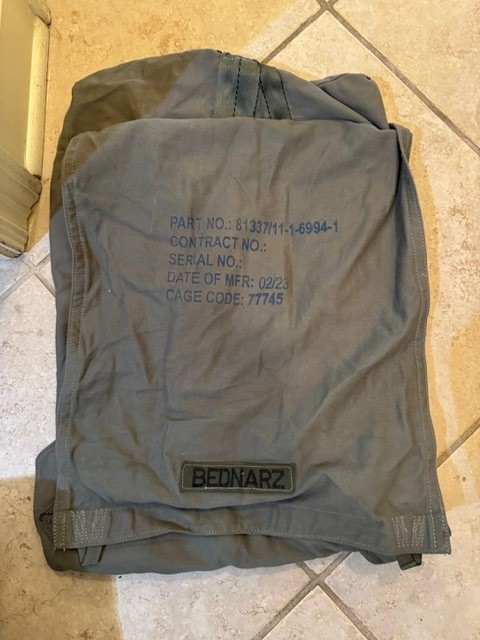 PART NO.: 81337/11-1-6994-1
CONTRACT NO.:
SERIAL NO.:
DATE OF MFR: 02/23
CAGE CODE: 77745
BEDNARZ